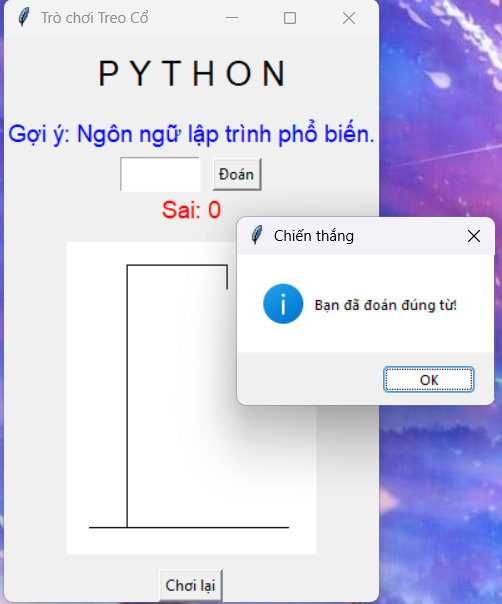 Trò chơi Treo Cổ
P Y T H O N
Gợi ý: Ngôn ngữ lập trình phổ biến.
Đoán
Sai: 0
Chiến thắng
Bạn đã đoán đúng từ!
OK
Chơi lại